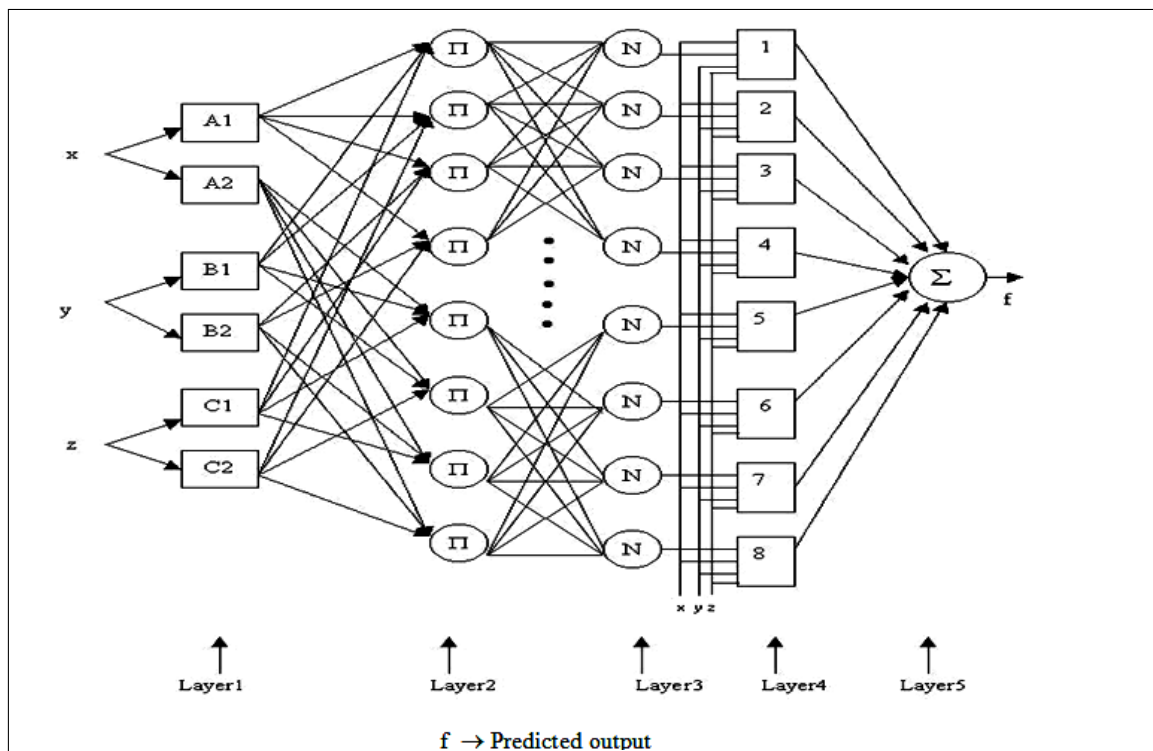 Π N 1
A1 Π N 2
x
A2 Π N 3
Π N 4
B1
Σ
f
y
B2 Π N 5
C1 Π N 6
z
C2 Π N 7
Π N 8
x y z
Layer1 Layer2 Layer3 Layer4 Layer5
f → Predicted output